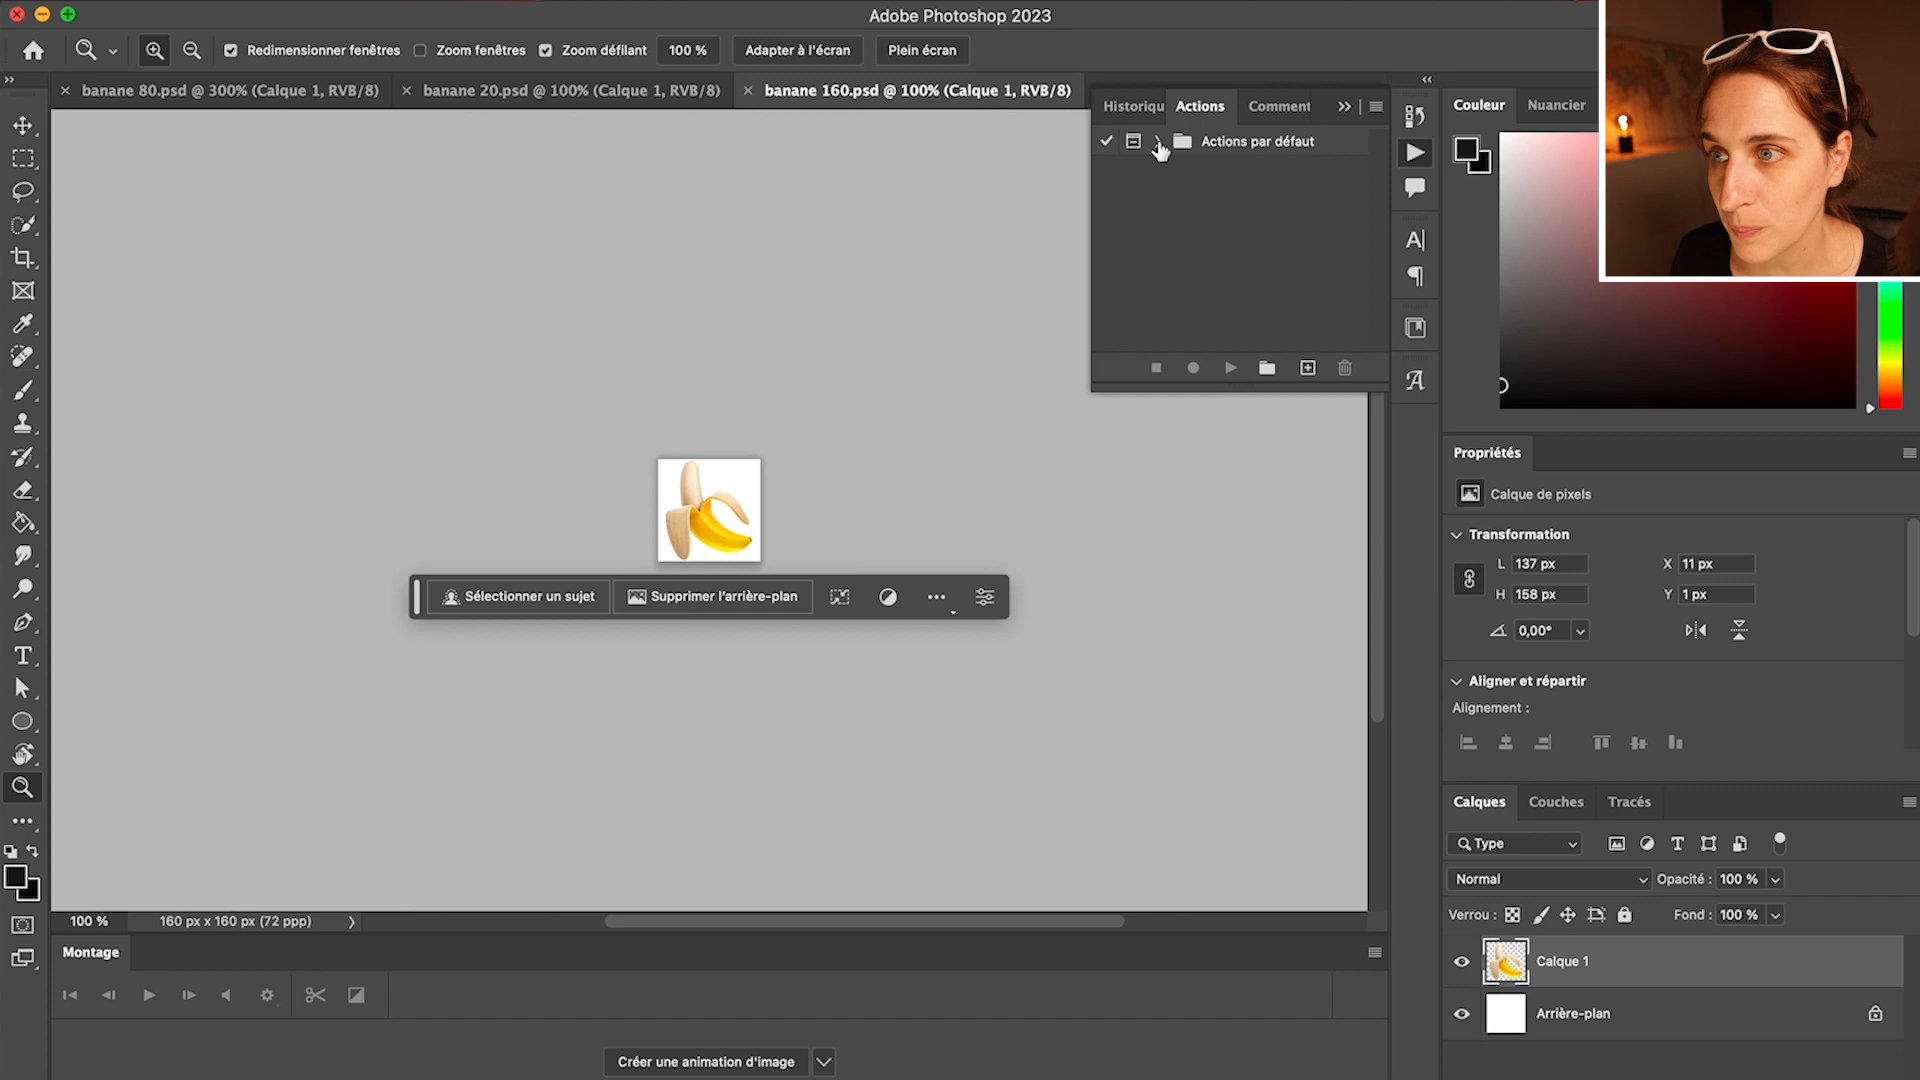 Adobe Photoshop 2023
Redimensionner fenêtres
Zoom fenêtres
Zoom défilant
100 %
Adapter à l'écran
Plein écran
banane 80.psd @ 300% (Calque 1, RVB/8)
banane 20.psd @ 100% (Calque 1, RVB/8)
banane 160.psd @ 100% (Calque 1, RVB/8)
Historiqu
Actions
Comment
Actions par défaut
Couleur
Nuancier
Sélectionner un sujet
Supprimer l'arrière-plan
Propriétés
Calque de pixels
Transformation
L 137 px
X 11 px
H 158 px
Y 1 px
0,00°
Aligner et répartir
Alignement :
Calques
Couches
Tracés
Type
Normal
Opacité : 100 %
Verrou :
Fond : 100 %
Calque 1
Arrière-plan
100 %
160 px x 160 px (72 ppp)
Montage
Créer une animation d'image